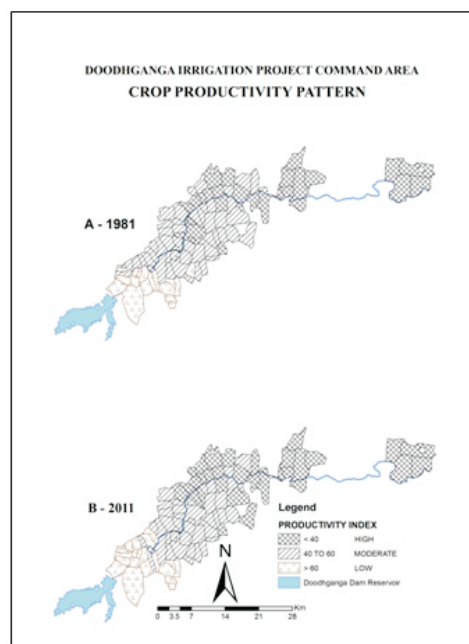 DOODHGANGA IRRIGATION PROJECT COMMAND AREA
CROP PRODUCTIVITY PATTERN
A - 1981
B - 2011
Legend
PRODUCTIVITY INDEX
< 40 HIGH
40 TO 60 MODERATE
> 60 LOW
Doodhganga Dam Reservoir
N
0 3.5 7 14 21 28 Km